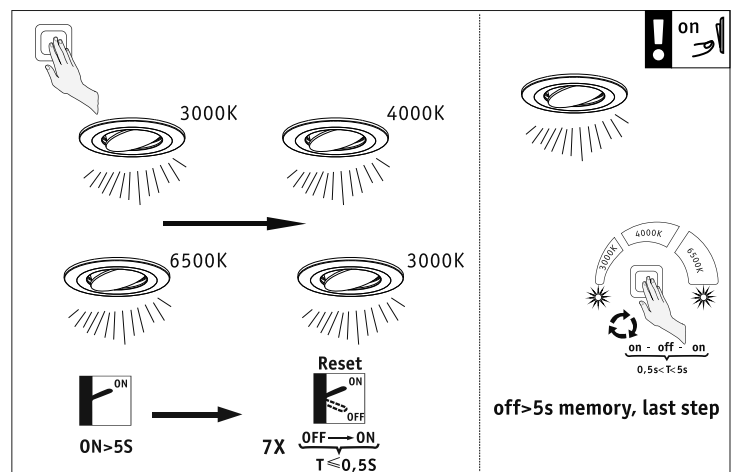 3000K
4000K
6500K
3000K
ON
ON>5S
Reset
ON
OFF
7X
OFF → ON
T≤0,5S
on
3000K
4000K
6500K
on - off - on
0,5s<T<5s
off>5s memory, last step